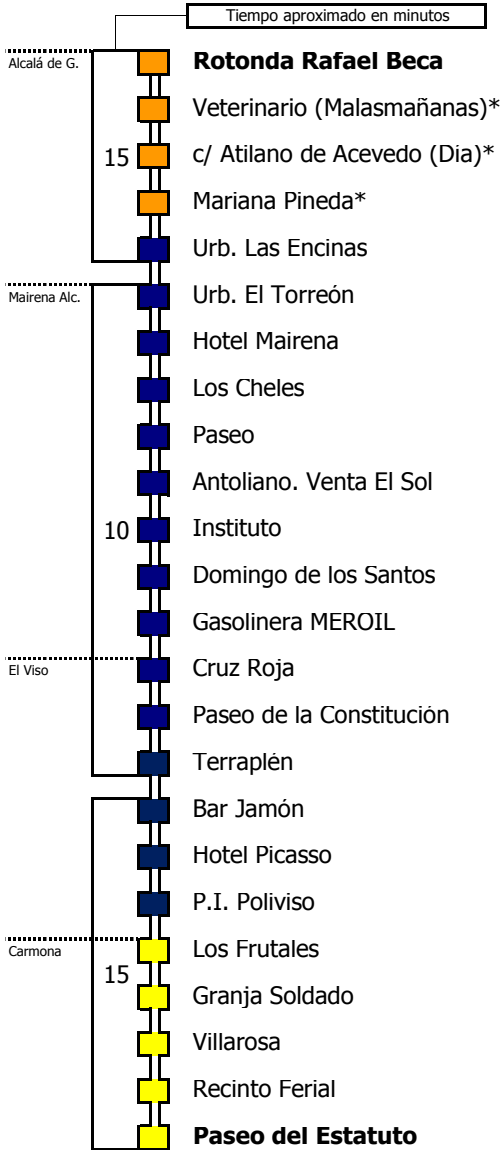 Tiempo aproximado en minutos
Alcalá de G.
Rotonda Rafael Beca
Veterinario (Malasmañanas)*
15
c/ Atilano de Acevedo (Dia)*
Mariana Pineda*
Urb. Las Encinas
Mairena Alc.
Urb. El Torreón
Hotel Mairena
Los Cheles
Paseo
Antoliano. Venta El Sol
10
Instituto
Domingo de los Santos
Gasolinera MEROIL
El Viso
Cruz Roja
Paseo de la Constitución
Terraplén
Bar Jamón
Hotel Picasso
P.I. Poliviso
Carmona
Los Frutales
15
Granja Soldado
Villarosa
Recinto Ferial
Paseo del Estatuto